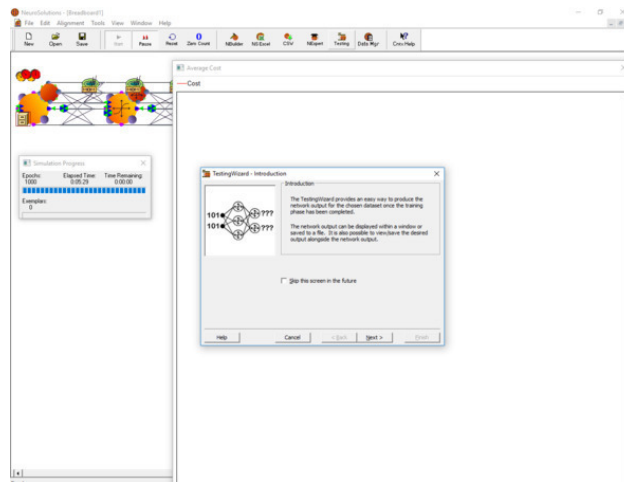 NeuroSolutions - [Breadboard1]
File Edit Alignment Tools View Window Help
New Open Save Start Pause Reset Zero Count NBuilder NSExcel CSV NExpert Testing Data Mgr Cntx Help
Average Cost
Cost
Simulation Progress
Epochs: Elapsed Time: Time Remaining:
1000 0:05:29 0:00:00
Exemplars:
0
TestingWizard - Introduction
Introduction
The TestingWizard provides an easy way to produce the
network output for the chosen dataset once the training
phase has been completed.
The network output can be displayed within a window or
saved to a file. It is also possible to view/save the desired
output alongside the network output.
101 ???
101 ???
Skip this screen in the future
Help Cancel < Back Next > Finish